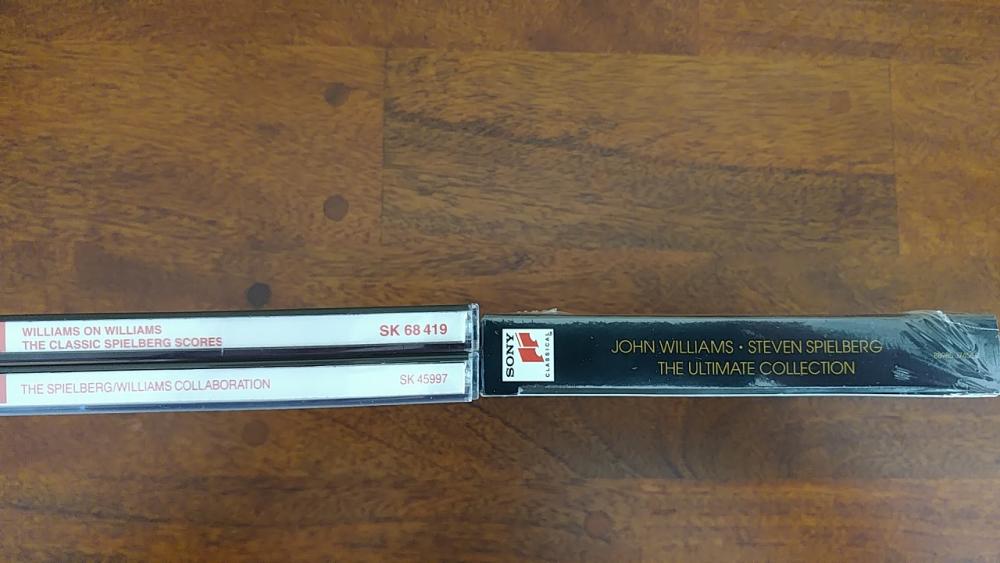 WILLIAMS ON WILLIAMS
THE CLASSIC SPIELBERG SCORES
SK 68 419
THE SPIELBERG/WILLIAMS COLLABORATION
SK 45997
SONY
CLASSICAL
JOHN WILLIAMS · STEVEN SPIELBERG
THE ULTIMATE COLLECTION